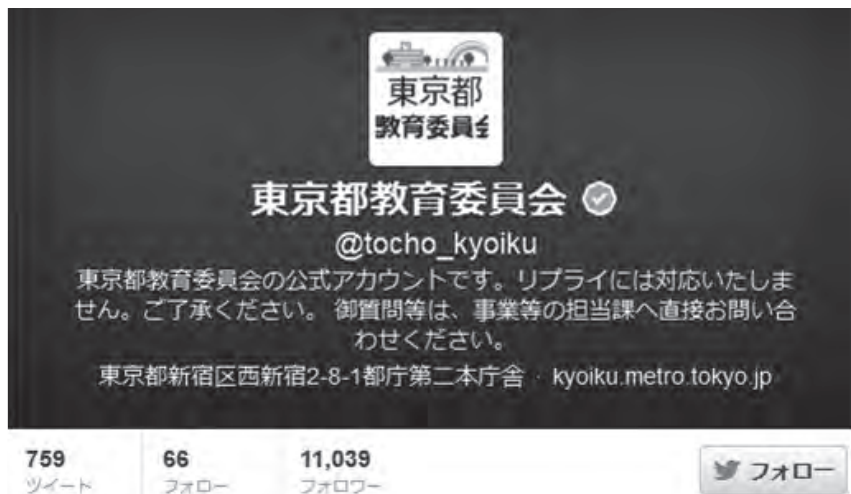 東京都
教育委員会
東京都教育委員会
@tocho_kyoiku
東京都教育委員会の公式アカウントです。リプライには対応いたしま
せん。ご了承ください。 御質問等は、事業等の担当課へ直接お問い合
わせください。
東京都新宿区西新宿2-8-1都庁第二本庁舎 · kyoiku.metro.tokyo.jp
759
ツイート
66
フォロー
11,039
フォロワー
フォロー